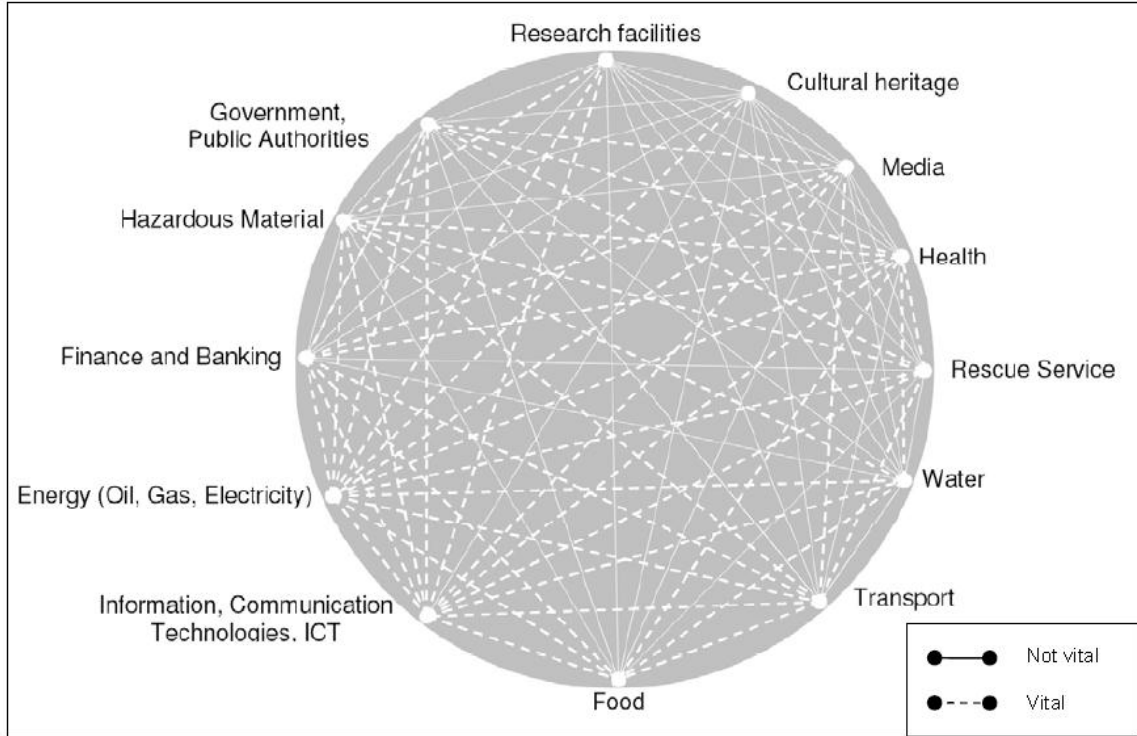 Research facilities
Cultural heritage
Government,
Public Authorities
Media
Hazardous Material
Health
Finance and Banking
Rescue Service
Energy (Oil, Gas, Electricity)
Water
Information, Communication
Technologies, ICT
Transport
Food
Not vital
Vital